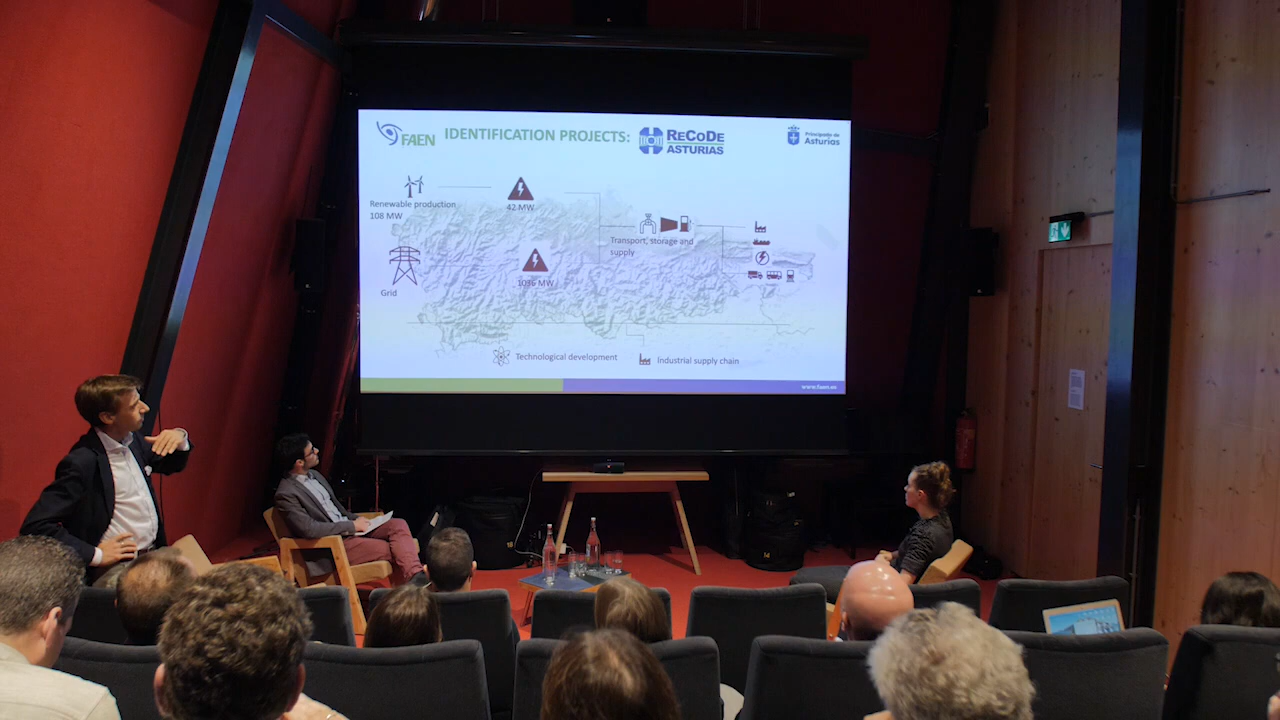 FAEN
IDENTIFICATION PROJECTS:
RECODE
ASTURIAS
Principado de
Asturias
Renewable production
108 MW
42 MW
Transport, storage and
supply
1036 MW
Grid
Technological development
Industrial supply chain
www.faen.es